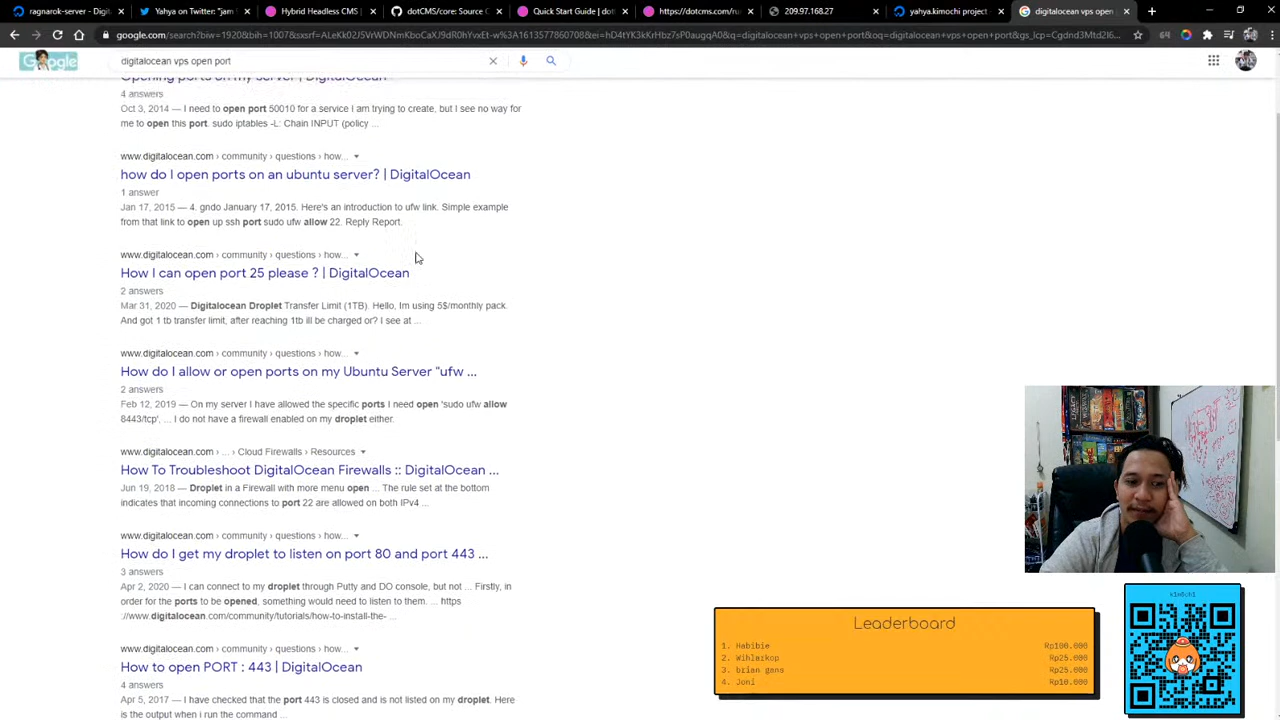 ragnarok-server - Digi
Yahya on Twitter: "jam
Hybrid Headless CMS |
dotCMS/core: Source C
Quick Start Guide | dot
https://dotcms.com/ru
209.97.168.27
yahya.kimochi project
digitalocean vps open
google.com/search?biw=1920&bih=1007&sxsrf=
digitalocean vps open port
Opening ports on my server | DigitalOcean
4 answers
Oct 3, 2014 — I need to open port 50010 for a service I am trying to create, but I see no way for
me to open this port. sudo iptables -L: Chain INPUT (policy ...
www.digitalocean.com › community › questions › how...
how do I open ports on an ubuntu server? | DigitalOcean
1 answer
Jan 17, 2015 — 4. gndo January 17, 2015. Here's an introduction to ufw link. Simple example
from that link to open up ssh port sudo ufw allow 22. Reply Report.
www.digitalocean.com › community › questions › how...
How I can open port 25 please ? | DigitalOcean
2 answers
Mar 31, 2020 — Digitalocean Droplet Transfer Limit (1TB). Hello, Im using 5$/monthly pack.
And got 1 tb transfer limit, after reaching 1tb ill be charged or? I see at ...
www.digitalocean.com › community › questions › how...
How do I allow or open ports on my Ubuntu Server "ufw ...
2 answers
Feb 12, 2019 — On my server I have allowed the specific ports I need open 'sudo ufw allow
8443/tcp', ... I do not have a firewall enabled on my droplet either.
www.digitalocean.com › ... › Cloud Firewalls › Resources
How To Troubleshoot DigitalOcean Firewalls :: DigitalOcean ...
Jun 19, 2018 — Droplet in a Firewall with more menu open ... The rule set at the bottom
indicates that incoming connections to port 22 are allowed on both IPv4 ...
www.digitalocean.com › community › questions › how...
How do I get my droplet to listen on port 80 and port 443 ...
3 answers
Apr 2, 2020 — I can connect to my droplet through Putty and DO console, but not ... Firstly, in
order for the ports to be opened, something would need to listen to them. ... https
://www.digitalocean.com/community/tutorials/how-to-install-the- ...
www.digitalocean.com › community › questions › how...
How to open PORT : 443 | DigitalOcean
4 answers
Apr 5, 2017 — I have checked that the port 443 is closed and is not listed on my droplet. Here
is the output when i run the command ...
Leaderboard
1. Habibie Rp100.000
2. Wihlarkop Rp25.000
3. brian gans Rp25.000
4. Joni Rp10.000